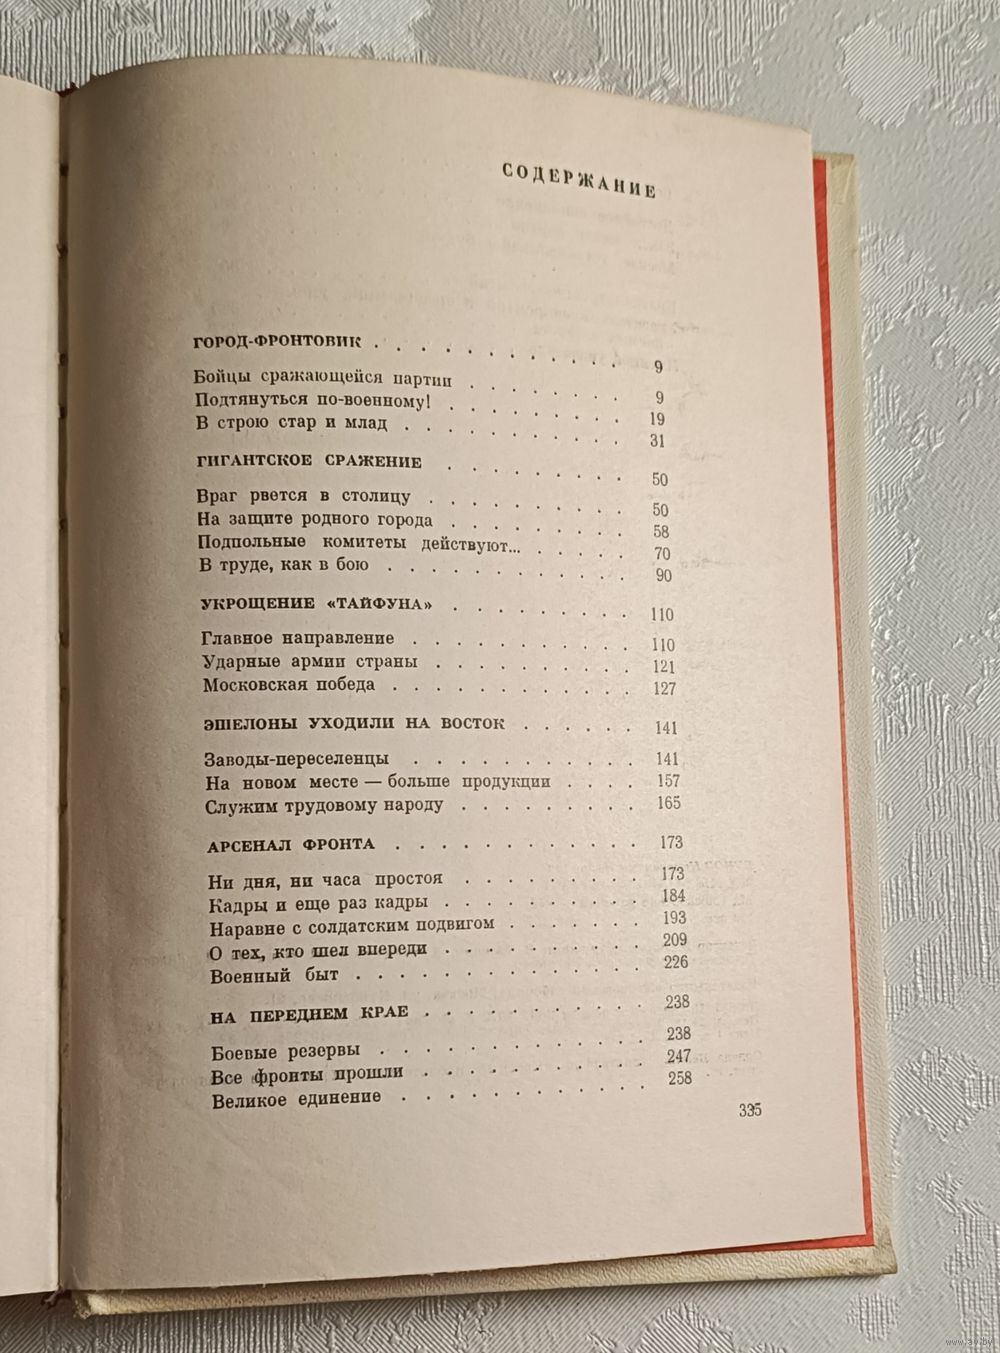 СОДЕРЖАНИЕ
ГОРОД-ФРОНТОВИК . . . . . . . . . . . 9
Бойцы сражающейся партии . . . . . . . 9
Подтянуться по-военному! . . . . . . . . 19
В строю стар и млад . . . . . . . . . . 31
ГИГАНТСКОЕ СРАЖЕНИЕ . . . . . . . . 50
Враг рвется в столицу . . . . . . . . . 50
На защите родного города . . . . . . . . 58
Подпольные комитеты действуют... . . . . . 70
В труде, как в бою . . . . . . . . . . . 90
УКРОЩЕНИЕ «ТАЙФУНА» . . . . . . . . 110
Главное направление . . . . . . . . . . 110
Ударные армии страны . . . . . . . . . 121
Московская победа . . . . . . . . . . . 127
ЭШЕЛОНЫ УХОДИЛИ НА ВОСТОК . . . . . 141
Заводы-переселенцы . . . . . . . . . . 141
На новом месте — больше продукции . . . . 157
Служим трудовому народу . . . . . . . . 165
АРСЕНАЛ ФРОНТА . . . . . . . . . . . 173
Ни дня, ни часа простоя . . . . . . . . 173
Кадры и еще раз кадры . . . . . . . . . 184
Наравне с солдатским подвигом . . . . . . 193
О тех, кто шел впереди . . . . . . . . . 209
Военный быт . . . . . . . . . . . . . 226
НА ПЕРЕДНЕМ КРАЕ . . . . . . . . . . 238
Боевые резервы . . . . . . . . . . . . 238
Все фронты прошли . . . . . . . . . . 247
Великое единение . . . . . . . . . . . 258
335
www.av.by